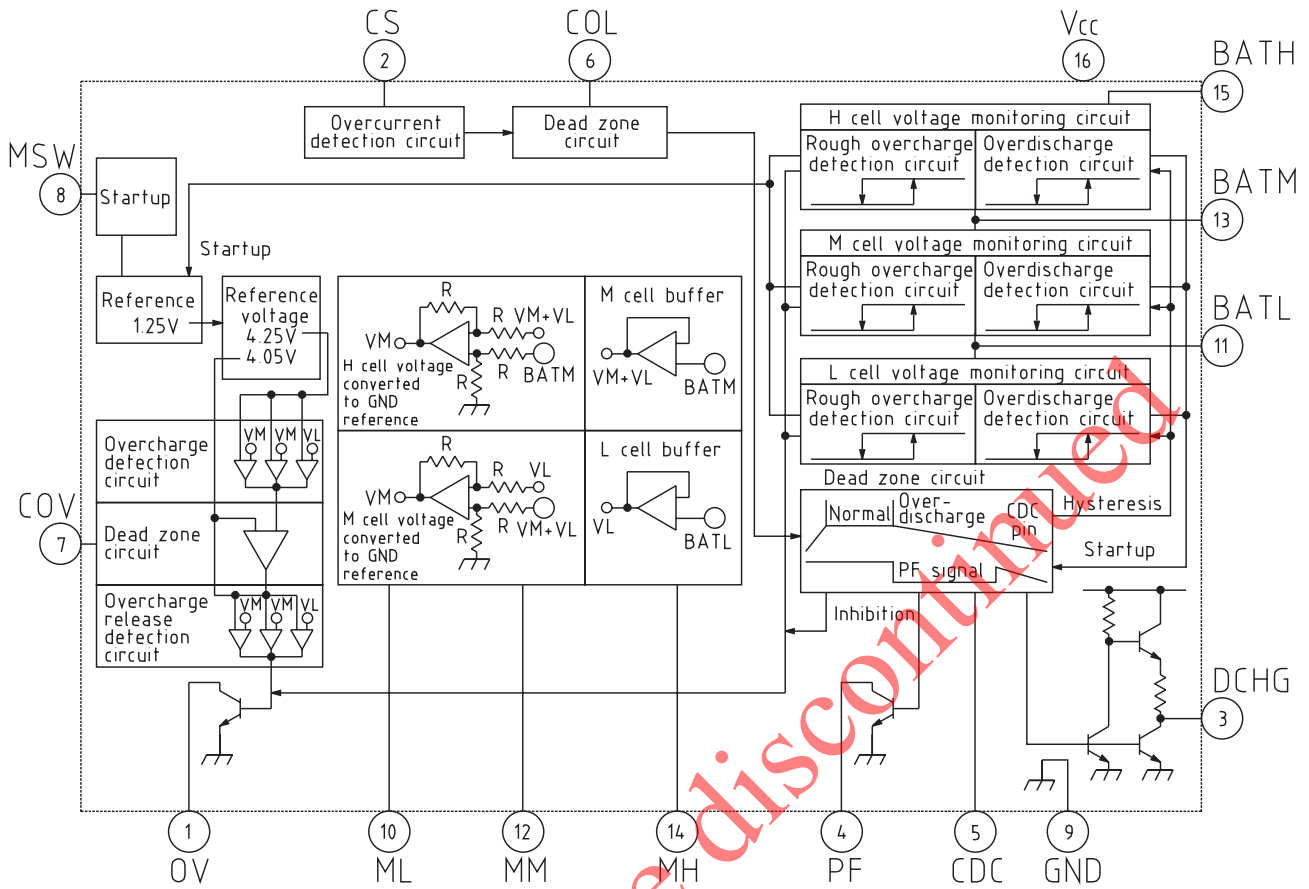 CS
2
COL
6
Vcc
16
BATH
15
MSW
8
Startup
Overcurrent
detection circuit
Dead zone
circuit
H cell voltage monitoring circuit
Rough overcharge
detection circuit
Overdischarge
detection circuit
BATM
13
Startup
M cell voltage monitoring circuit
Rough overcharge
detection circuit
Overdischarge
detection circuit
BATL
11
L cell voltage monitoring circuit
Rough overcharge
detection circuit
Overdischarge
detection circuit
Reference
1.25V
Reference
voltage
4.25V
4.05V
R
R
VM+VL
VM
R
R
BATM
H cell voltage
converted
to GND
reference
M cell buffer
VM+VL
BATM
R
R
VL
VM
R
R
VM+VL
M cell voltage
converted
to GND
reference
L cell buffer
VL
BATL
Overcharge
detection
circuit
VM
VM
VL
COV
7
Dead zone
circuit
Overcharge
release
detection
circuit
VM
VM
VL
Dead zone circuit
Normal
Over-
discharge
CDC
pin
PF signal
Hysteresis
Startup
Inhibition
DCHG
3
1
OV
10
ML
12
MM
14
MH
4
PF
5
CDC
9
GND
e discontinued